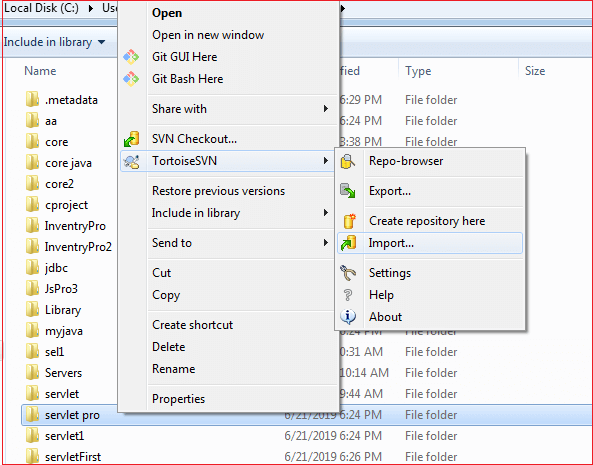 Local Disk (C:) ▸ Use
Include in library ▾
Name ified Type Size
.metadata 6:29 PM File folder
aa 6:24 PM File folder
core 3:38 PM File folder
core java File folder
core2 File folder
cproject File folder
InventryPro File folder
InventryPro2 File folder
jdbc File folder
JsPro3 File folder
Library File folder
myjava 6:24 PM File folder
sel1 0:31 AM File folder
Servers 10:14 AM File folder
servlet 9:44 AM File folder
servlet pro 6/21/2019 6:24 PM File folder
servlet1 6/21/2019 6:24 PM File folder
servletFirst 6/21/2019 6:26 PM File folder
Open
Open in new window
Git GUI Here
Git Bash Here
Share with
SVN Checkout...
TortoiseSVN
Restore previous versions
Include in library
Send to
Cut
Copy
Create shortcut
Delete
Rename
Properties
Repo-browser
Export...
Create repository here
Import...
Settings
Help
About